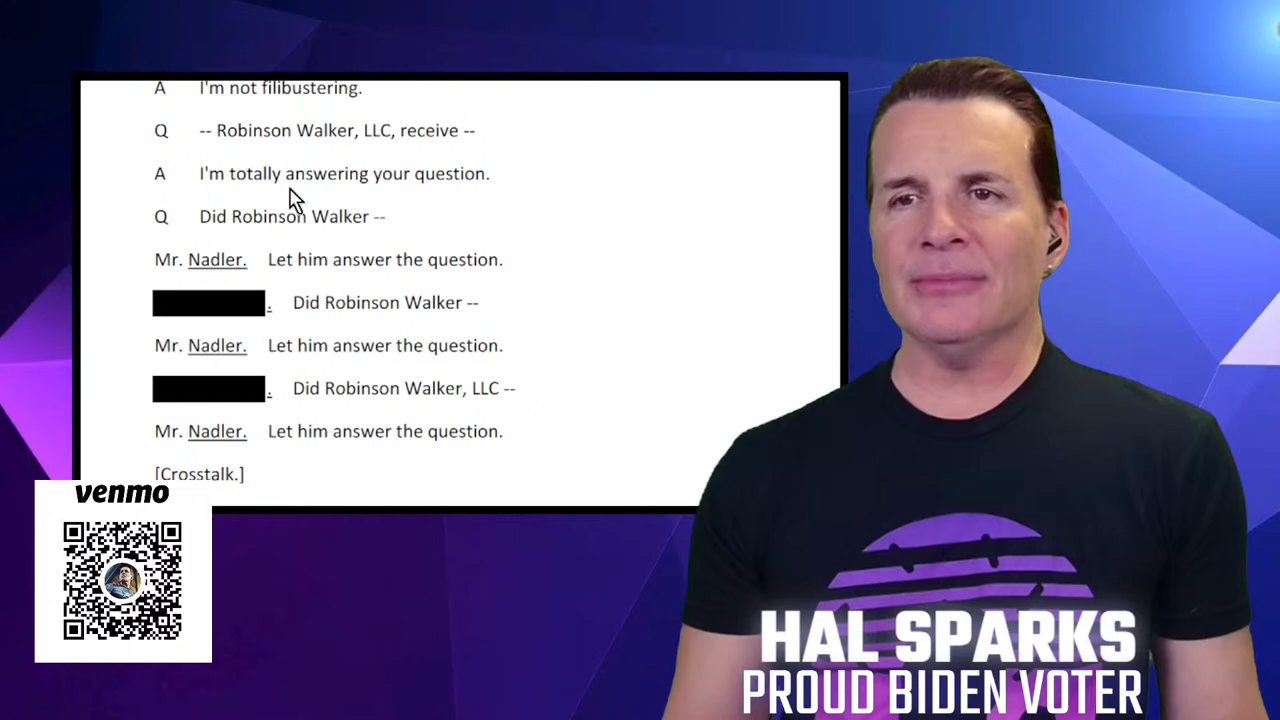 A I'm not filibustering.
Q -- Robinson Walker, LLC, receive --
A I'm totally answering your question.
Q Did Robinson Walker --
Mr. Nadler. Let him answer the question.
. Did Robinson Walker --
Mr. Nadler. Let him answer the question.
. Did Robinson Walker, LLC --
Mr. Nadler. Let him answer the question.
[Crosstalk.]
venmo
HAL SPARKS
PROUD BIDEN VOTER